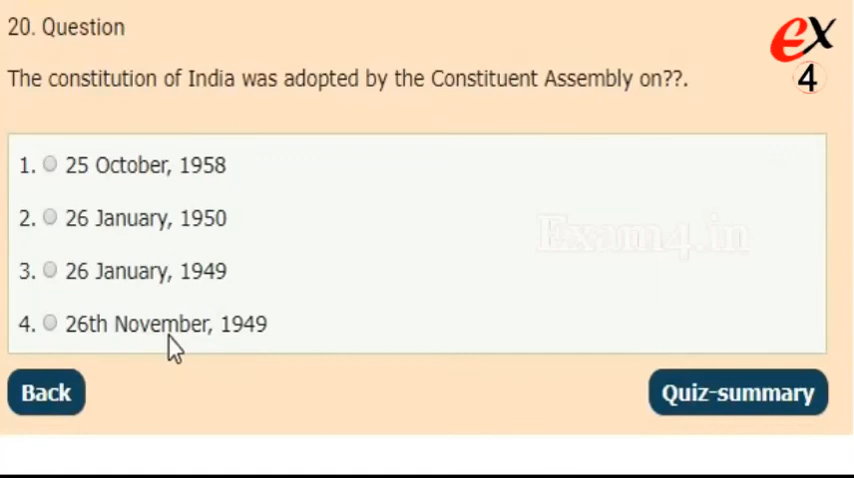 20. Question
ex
4
The constitution of India was adopted by the Constituent Assembly on??.
1. 25 October, 1958
2. 26 January, 1950
Exam4.in
3. 26 January, 1949
4. 26th November, 1949
Back
Quiz-summary